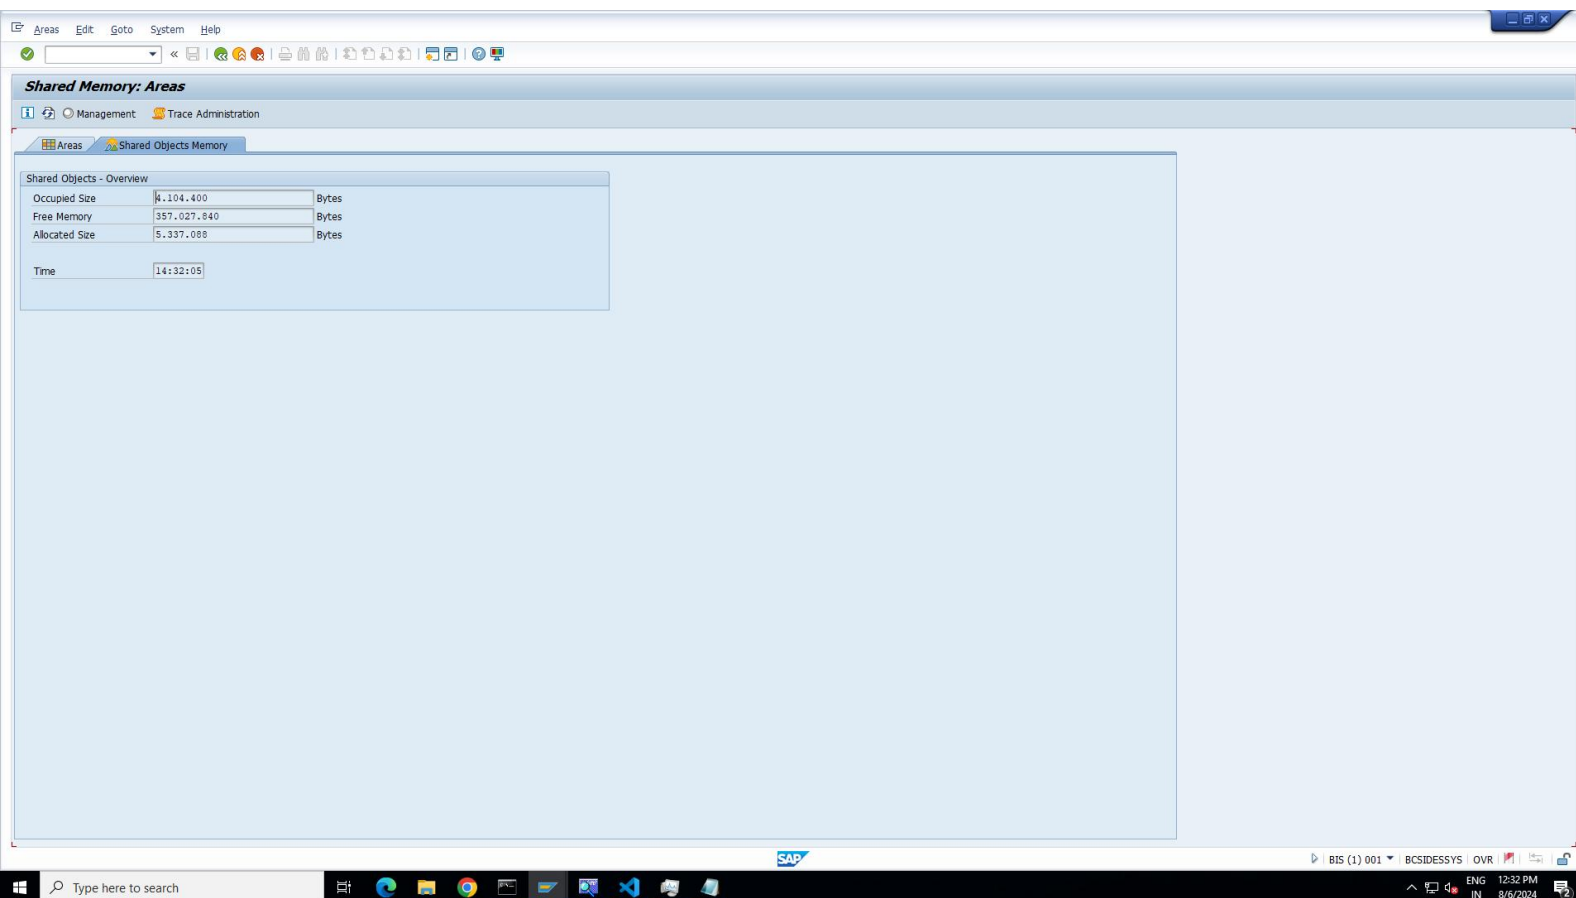 Areas Edit Goto System Help
Shared Memory: Areas
Management Trace Administration
Areas Shared Objects Memory
Shared Objects - Overview
Occupied Size 4.104.400 Bytes
Free Memory 357.027.840 Bytes
Allocated Size 5.337.088 Bytes
Time 14:32:05
SAP BIS (1) 001 BCSIDESSYS OVR
Type here to search ENG 12:32 PM
IN 8/6/2024 2